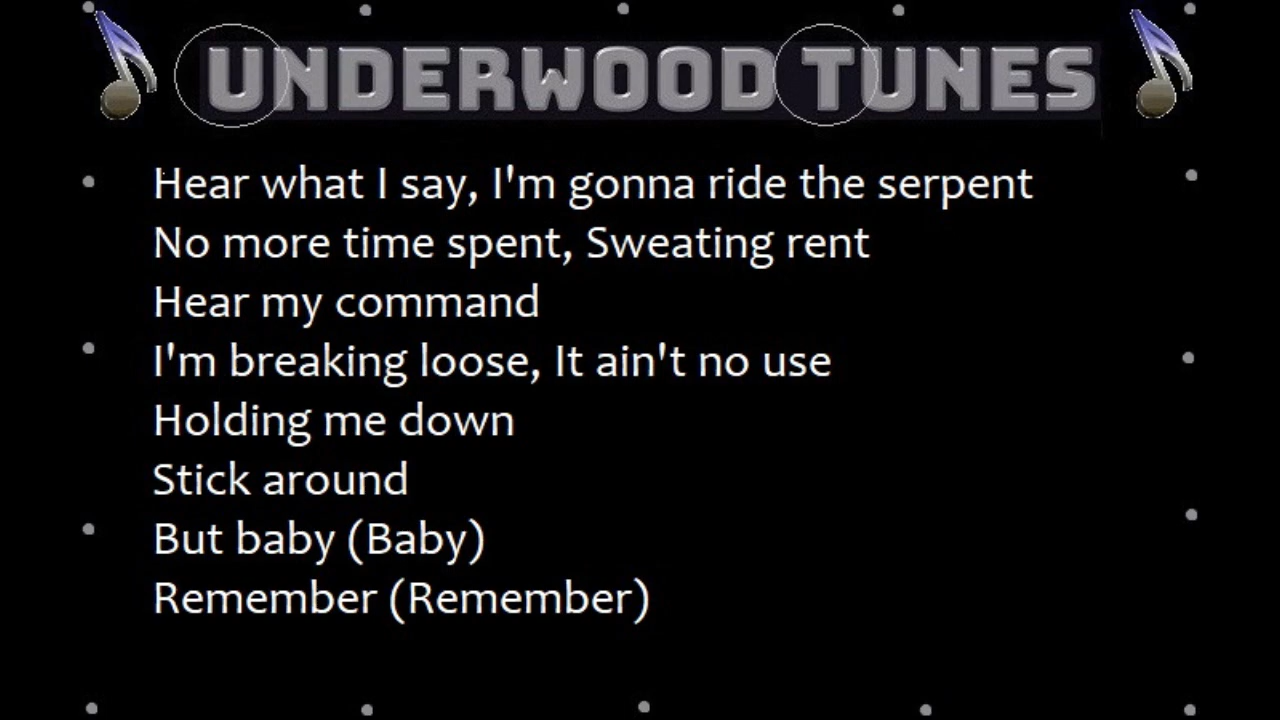 UNDERWOOD TUNES
Hear what I say, I'm gonna ride the serpent
No more time spent, Sweating rent
Hear my command
I'm breaking loose, It ain't no use
Holding me down
Stick around
But baby (Baby)
Remember (Remember)